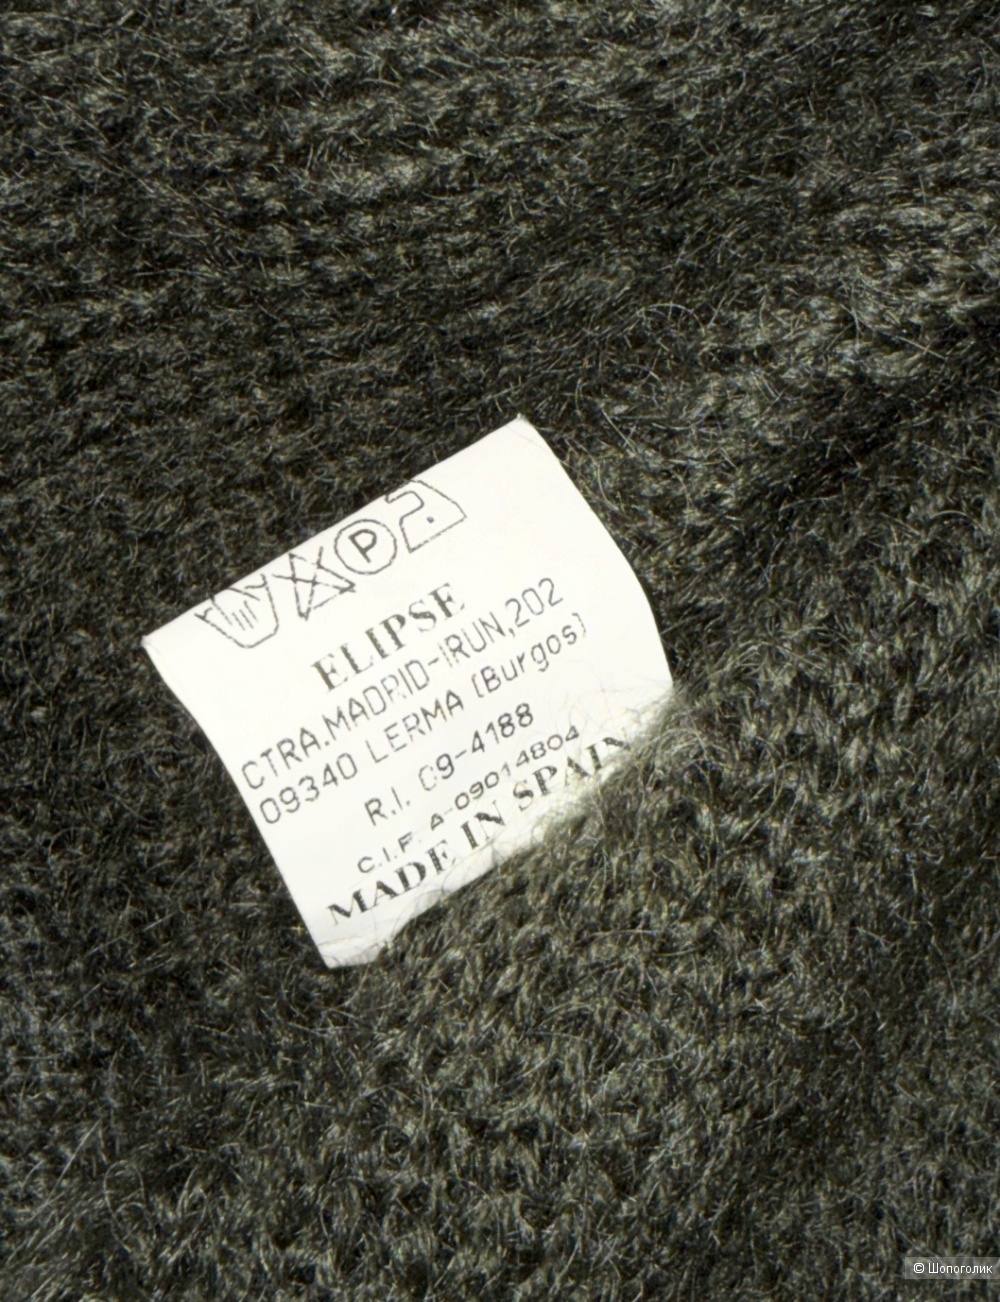 P
ELIPSE
CTRA.MADRID-IRUN,202
09340 LERMA (Burgos)
R.I. 09-4188
C.I.F. A-09014804
MADE IN SPAIN
© Шопоголик